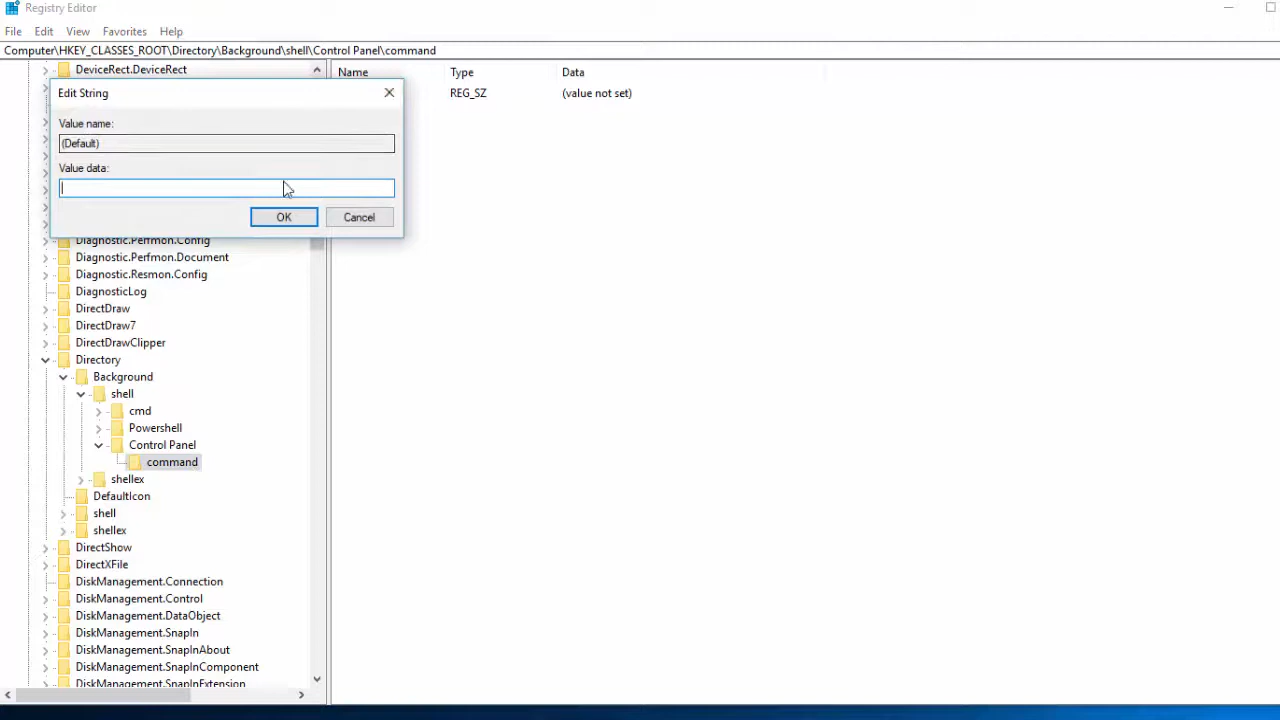 Registry Editor
File Edit View Favorites Help
Computer\HKEY_CLASSES_ROOT\Directory\Background\shell\Control Panel\command
DeviceRect.DeviceRect
Name Type Data
REG_SZ (value not set)
Edit String
Value name:
(Default)
Value data:
OK Cancel
Diagnostic.Perfmon.Config
Diagnostic.Perfmon.Document
Diagnostic.Resmon.Config
DiagnosticLog
DirectDraw
DirectDraw7
DirectDrawClipper
Directory
Background
shell
cmd
Powershell
Control Panel
command
shellex
DefaultIcon
shell
shellex
DirectShow
DirectXFile
DiskManagement.Connection
DiskManagement.Control
DiskManagement.DataObject
DiskManagement.SnapIn
DiskManagement.SnapInAbout
DiskManagement.SnapInComponent
DiskManagement.SnapInExtension